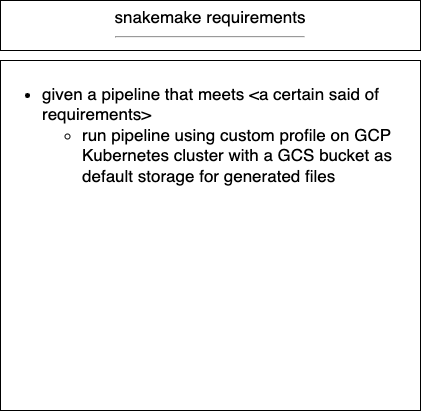 snakemake requirements
given a pipeline that meets <a certain said of
requirements>
run pipeline using custom profile on GCP
Kubernetes cluster with a GCS bucket as
default storage for generated files